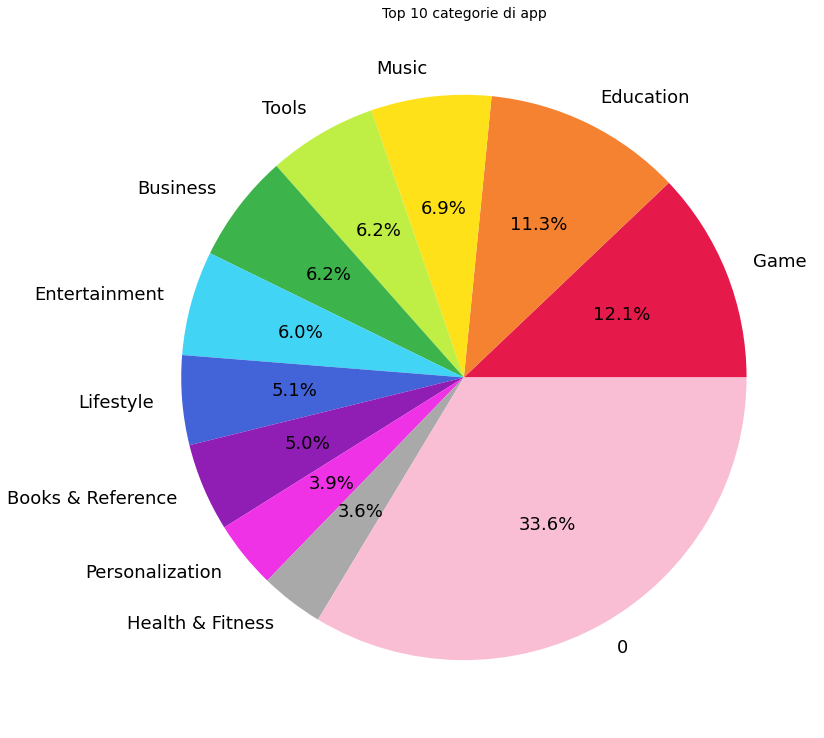 Top 10 categorie di app
Music
Education
Tools
Business
Game
Entertainment
Lifestyle
Books & Reference
Personalization
Health & Fitness
0
6.9%
11.3%
6.2%
6.2%
12.1%
6.0%
5.1%
5.0%
3.9%
3.6%
33.6%